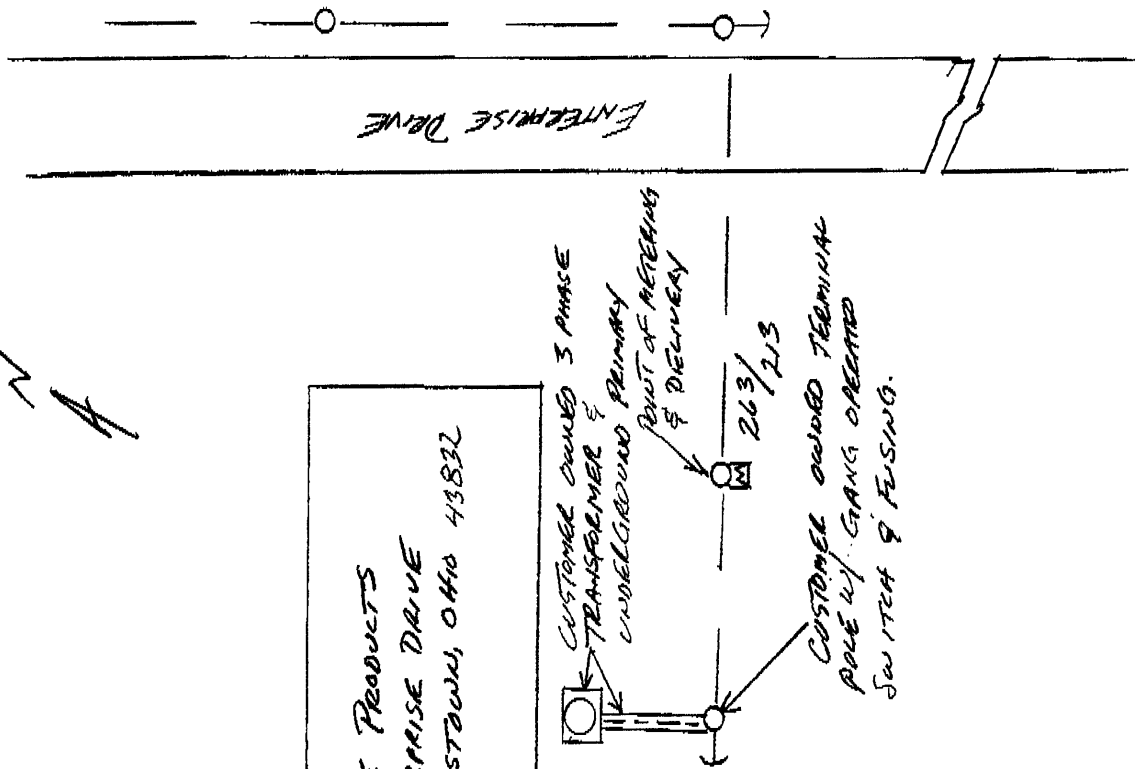 N
ENTERPRISE DRIVE
PRODUCTS
PRISE DRIVE
STOWN, OHIO 43832
CUSTOMER OWNED 3 PHASE
TRANSFORMER &
UNDERGROUND PRIMARY
POINT OF METERING
& DELIVERY
M
263/213
CUSTOMER OWNED TERMINAL
POLE W/ GANG OPERATED
SWITCH & FUSING.